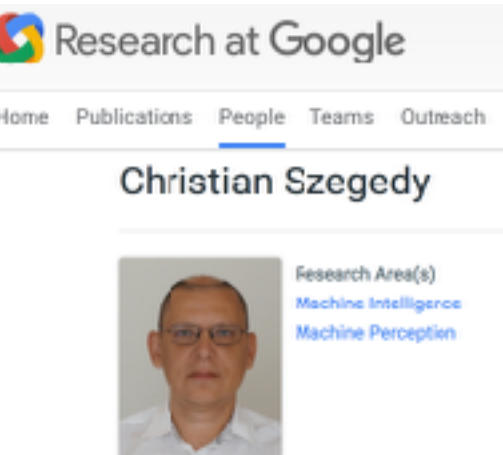 Research at Google
Home Publications People Teams Outreach
Christian Szegedy
Research Area(s)
Machine Intelligence
Machine Perception